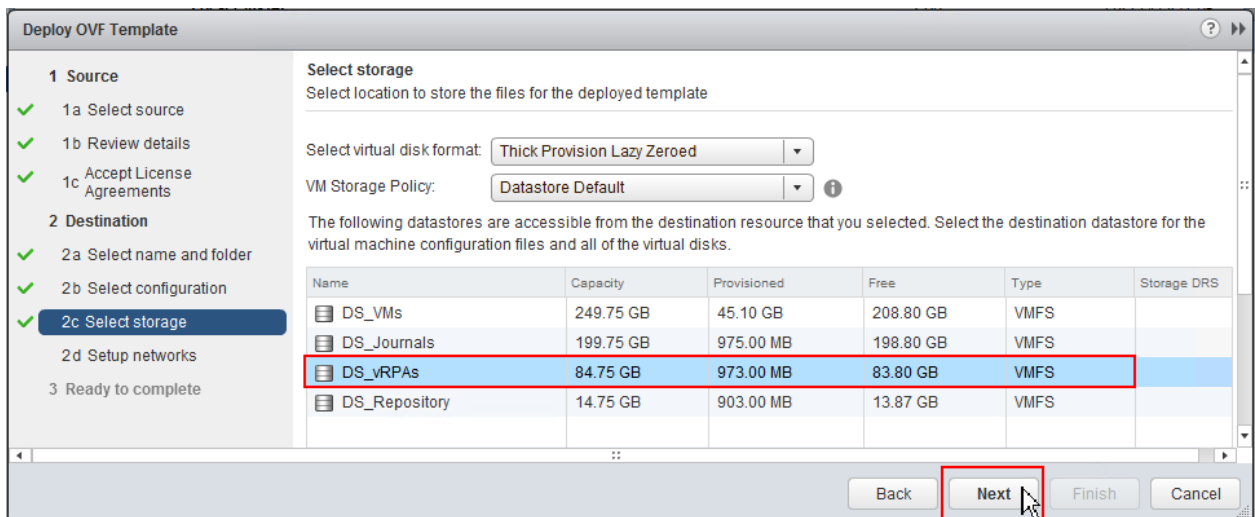 Deploy OVF Template
1 Source
1a Select source
1b Review details
1c Accept License
Agreements
2 Destination
2a Select name and folder
2b Select configuration
2c Select storage
2d Setup networks
3 Ready to complete
Select storage
Select location to store the files for the deployed template
Select virtual disk format: Thick Provision Lazy Zeroed
VM Storage Policy: Datastore Default
The following datastores are accessible from the destination resource that you selected. Select the destination datastore for the
virtual machine configuration files and all of the virtual disks.
Name Capacity Provisioned Free Type Storage DRS
DS_VMs 249.75 GB 45.10 GB 208.80 GB VMFS
DS_Journals 199.75 GB 975.00 MB 198.80 GB VMFS
DS_vRPAs 84.75 GB 973.00 MB 83.80 GB VMFS
DS_Repository 14.75 GB 903.00 MB 13.87 GB VMFS
Back Next Finish Cancel